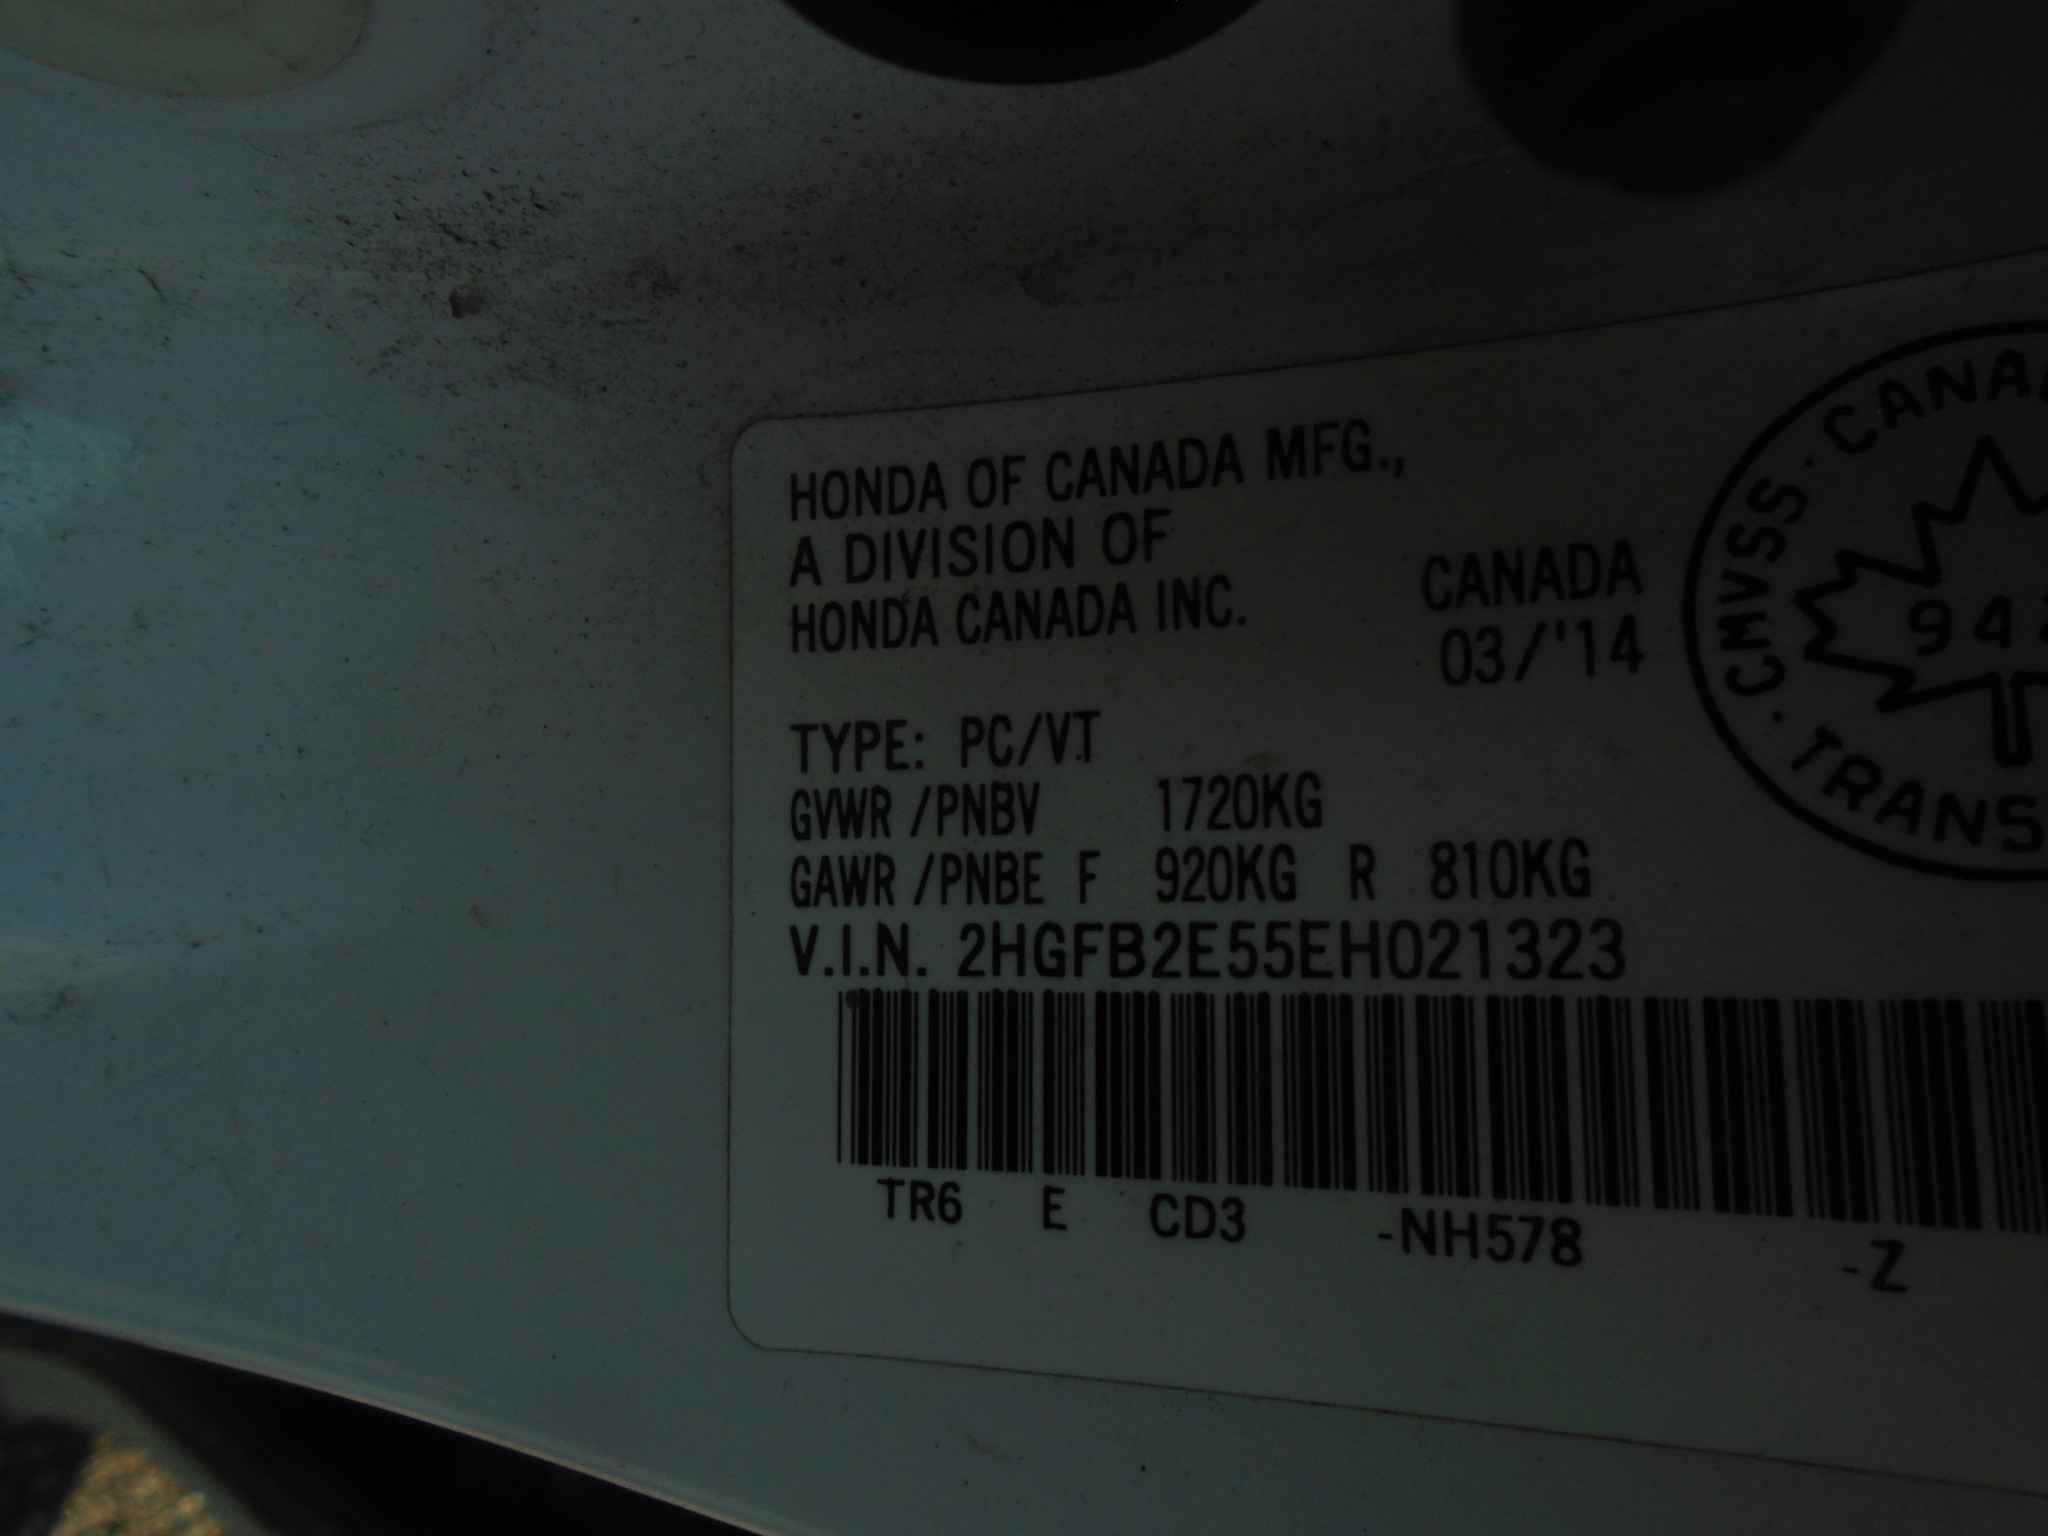 HONDA OF CANADA MFG.,
A DIVISION OF
HONDA CANADA INC.
CANADA
03/'14
TYPE: PC/VT
GVWR /PNBV 1720KG
GAWR /PNBE F 920KG R 810KG
V.I.N. 2HGFB2E55EH021323
TR6 E CD3 -NH578 -Z
CMVSS · CANADA
· TRANS